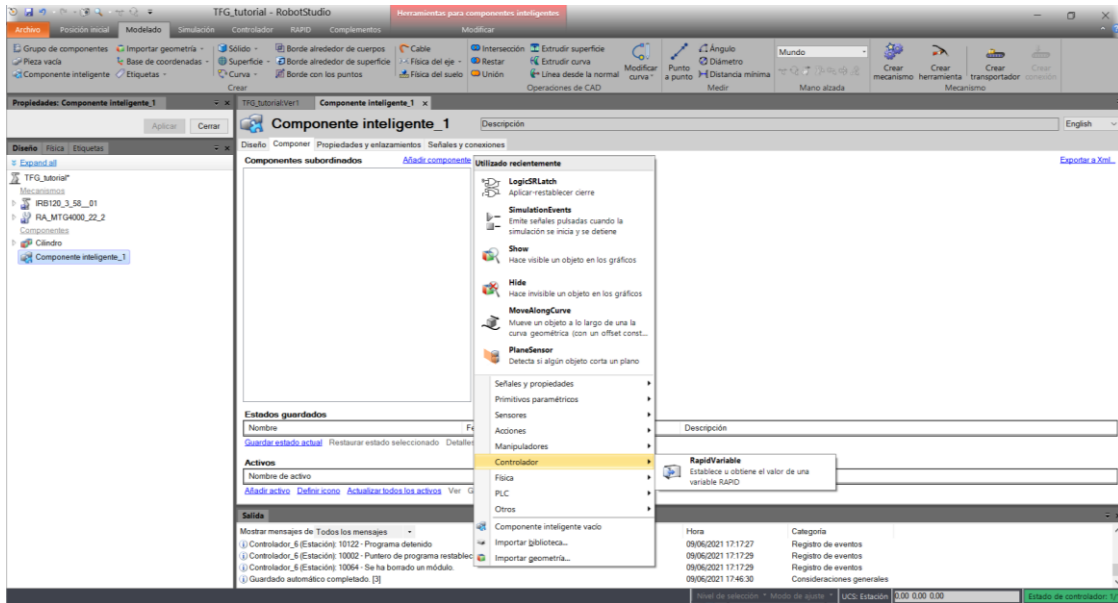 TFG_tutorial - RobotStudio
Herramientas para componentes inteligentes
Archivo Posición inicial Modelado Simulación Controlador RAPID Complementos Modificar
Grupo de componentes Importar geometría Sólido Borde alrededor de cuerpos Cable Intersección Extrudir superficie Ángulo Mundo
Pieza vacía Base de coordenadas Superficie Borde alrededor de superficie Física del eje Restar Extrudir curva Modificar curva Punto a punto Diámetro Crear mecanismo Crear herramienta Crear transportador Crear conexión
Componente inteligente Etiquetas Curva Borde con los puntos Física del suelo Unión Línea desde la normal Distancia mínima
Crear Operaciones de CAD Medir Mano alzada Mecanismo
Propiedades: Componente inteligente_1
TFG_tutorial:Ver1 Componente inteligente_1
Aplicar Cerrar
Componente inteligente_1 Descripción English
Diseño Física Etiquetas
Diseño Componer Propiedades y enlazamientos Señales y conexiones
Expand all
TFG_tutorial*
Mecanismos
IRB120_3_58__01
RA_MTG4000_22_2
Componentes
Cilindro
Componente inteligente_1
Componentes subordinados Añadir componente
Exportar a Xml...
Utilizado recientemente
LogicSRLatch
Aplicar-restablecer cierre
SimulationEvents
Emite señales pulsadas cuando la
simulación se inicia y se detiene
Show
Hace visible un objeto en los gráficos
Hide
Hace invisible un objeto en los gráficos
MoveAlongCurve
Mueve un objeto a lo largo de una la
curva geométrica (con un offset const...
PlaneSensor
Detecta si algún objeto corta un plano
Señales y propiedades
Primitivos paramétricos
Sensores
Acciones
Manipuladores
Controlador
Física
PLC
Otros
Componente inteligente vacío
Importar biblioteca...
Importar geometría...
RapidVariable
Establece u obtiene el valor de una
variable RAPID
Estados guardados
Nombre Fe Descripción
Guardar estado actual Restaurar estado seleccionado Detalles
Activos
Nombre de activo
Añadir activo Definir icono Actualizar todos los activos Ver G
Salida
Mostrar mensajes de Todos los mensajes Hora Categoría
Controlador_6 (Estación): 10122 - Programa detenido 09/06/2021 17:17:27 Registro de eventos
Controlador_6 (Estación): 10002 - Puntero de programa restablec 09/06/2021 17:17:29 Registro de eventos
Controlador_6 (Estación): 10064 - Se ha borrado un módulo. 09/06/2021 17:17:29 Registro de eventos
Guardado automático completado. [3] 09/06/2021 17:46:30 Consideraciones generales
Nivel de selección Modo de ajuste UCS: Estación 0.00 0.00 0.00 Estado de controlador: 1/